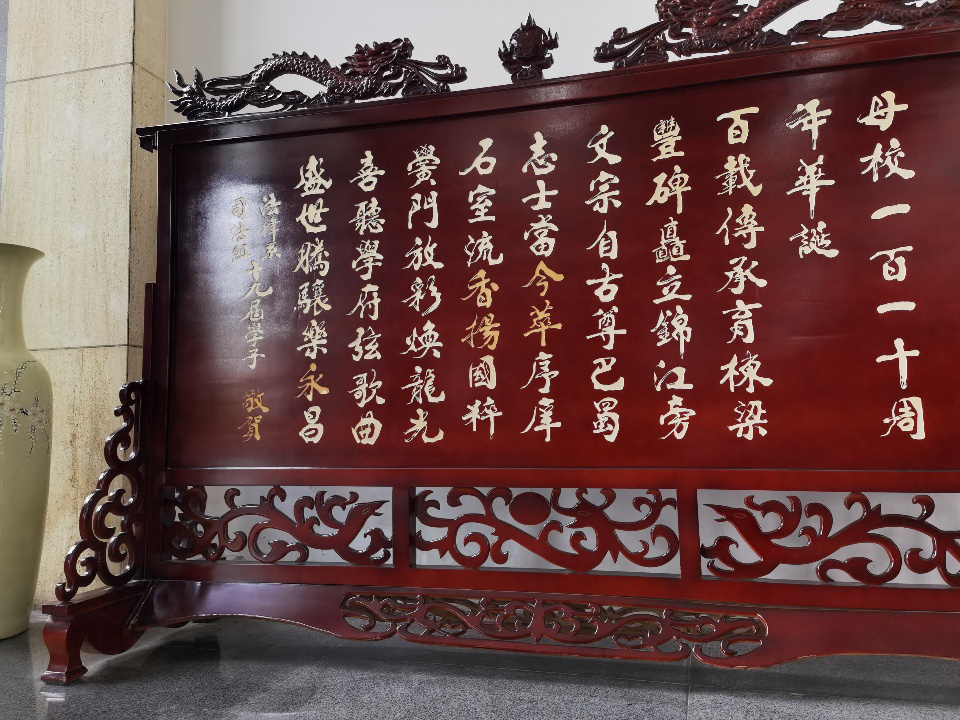 母校一百一十周
年華誕
百載傳承育棟梁
豐碑矗立錦江旁
文宗自古尊巴蜀
志士當今萃序庠
石室流香揚國粹
黌門放彩煥龍光
喜聽學府弦歌曲
盛世騰驤樂永昌
法律系
司法組
十九届学子 敬賀